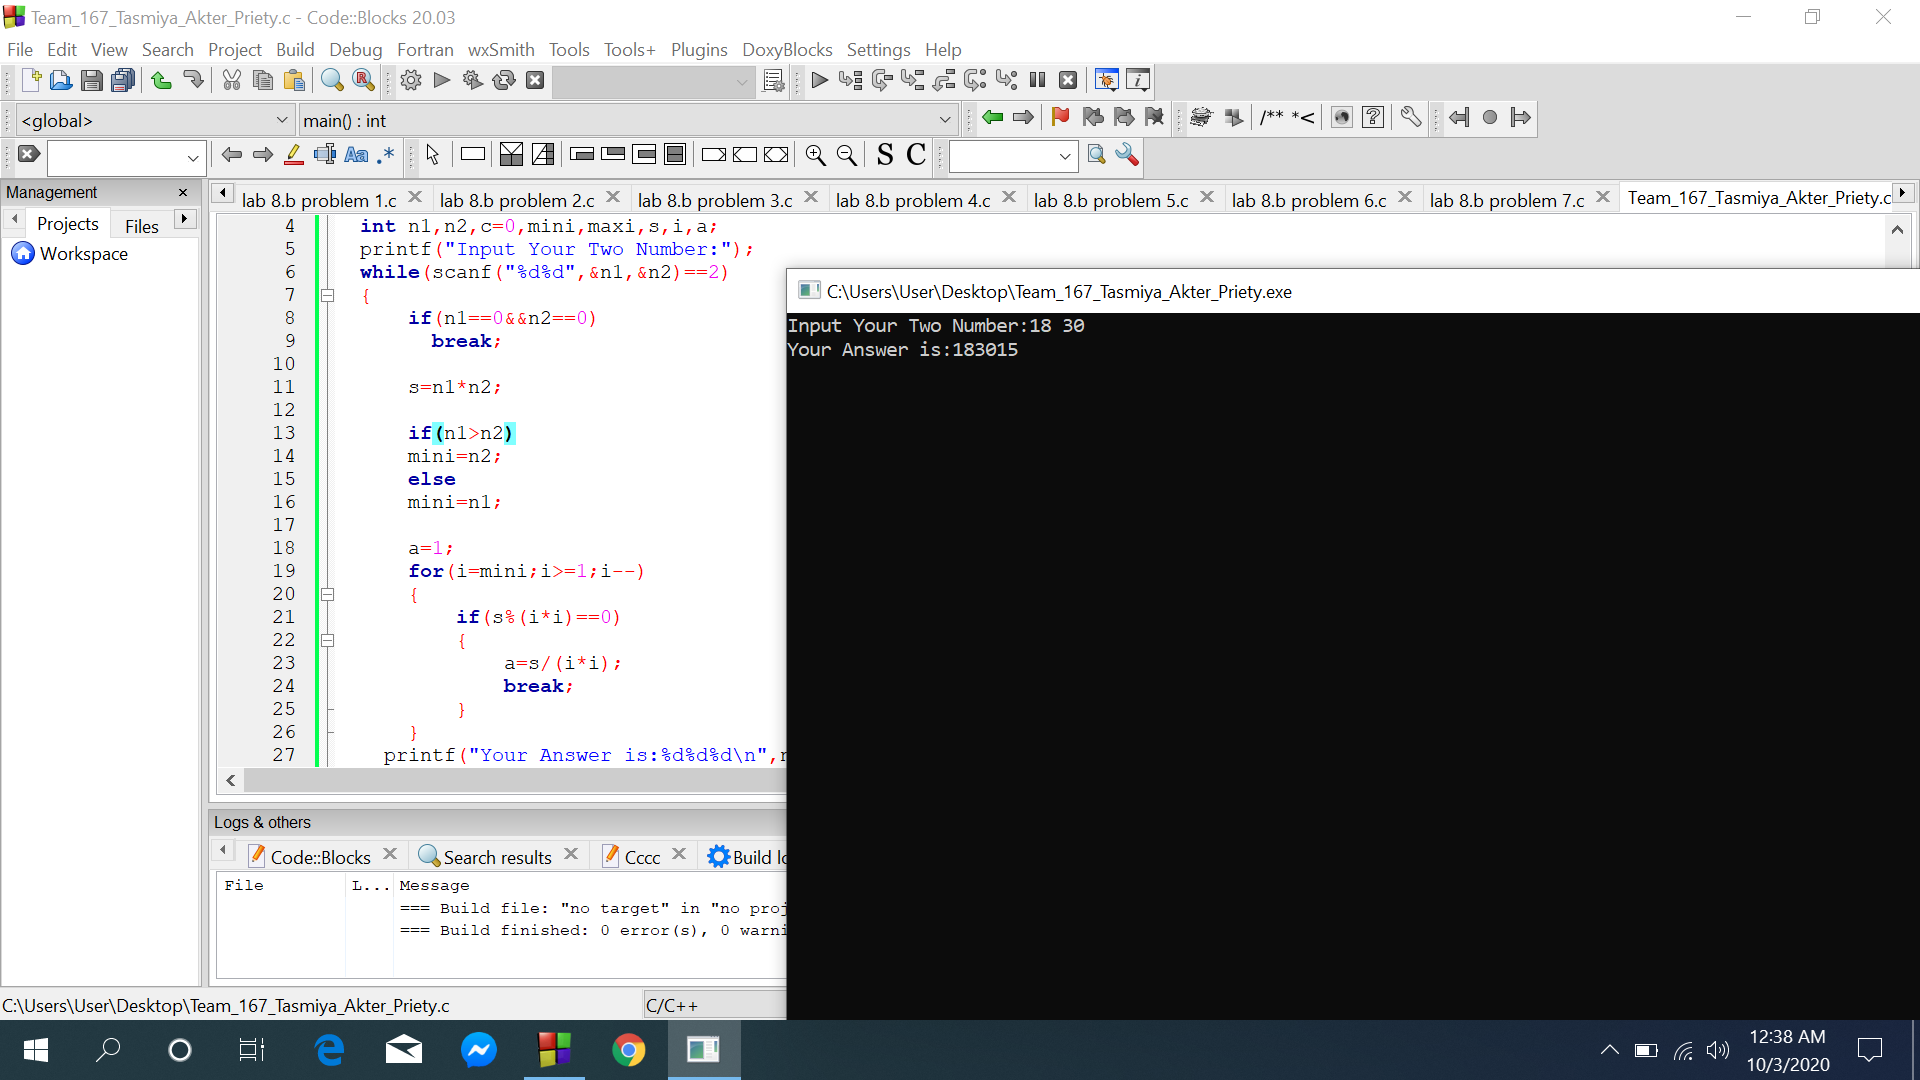 Team_167_Tasmiya_Akter_Priety.c - Code::Blocks 20.03
File Edit View Search Project Build Debug Fortran wxSmith Tools Tools+ Plugins DoxyBlocks Settings Help
<global> main() : int /** *<
Aa .* S C
Management
Projects Files
Workspace
lab 8.b problem 1.c lab 8.b problem 2.c lab 8.b problem 3.c lab 8.b problem 4.c lab 8.b problem 5.c lab 8.b problem 6.c lab 8.b problem 7.c Team_167_Tasmiya_Akter_Priety.c
4 int n1,n2,c=0,mini,maxi,s,i,a;
5 printf("Input Your Two Number:");
6 while(scanf("%d%d",&n1,&n2)==2)
7 {
8 if(n1==0&&n2==0)
9 break;
10
11 s=n1*n2;
12
13 if(n1>n2)
14 mini=n2;
15 else
16 mini=n1;
17
18 a=1;
19 for(i=mini;i>=1;i--)
20 {
21 if(s%(i*i)==0)
22 {
23 a=s/(i*i);
24 break;
25 }
26 }
27 printf("Your Answer is:%d%d%d\n",n
C:\Users\User\Desktop\Team_167_Tasmiya_Akter_Priety.exe
Input Your Two Number:18 30
Your Answer is:183015
Logs & others
Code::Blocks Search results Cccc Build lo
File L... Message
=== Build file: "no target" in "no proj
=== Build finished: 0 error(s), 0 warni
C:\Users\User\Desktop\Team_167_Tasmiya_Akter_Priety.c C/C++
12:38 AM
10/3/2020